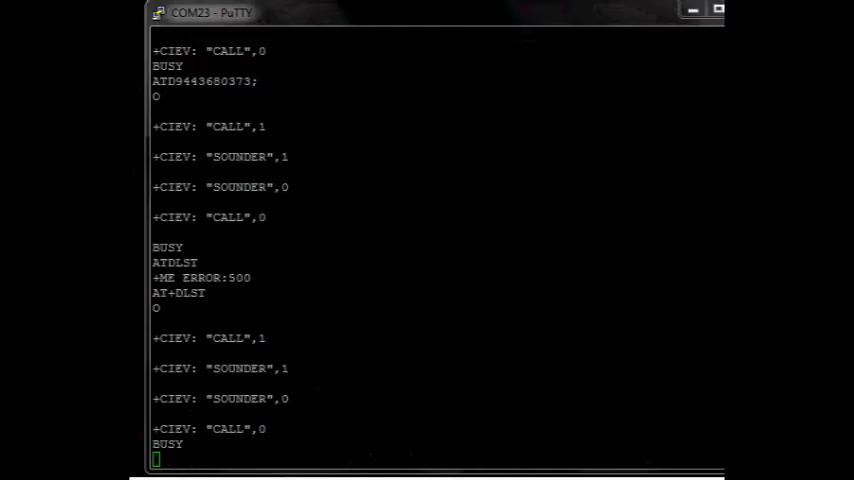 COM23 - PuTTY
+CIEV: "CALL",0
BUSY
ATD9443680373;
O
+CIEV: "CALL",1
+CIEV: "SOUNDER",1
+CIEV: "SOUNDER",0
+CIEV: "CALL",0
BUSY
ATDLST
+ME ERROR:500
AT+DLST
O
+CIEV: "CALL",1
+CIEV: "SOUNDER",1
+CIEV: "SOUNDER",0
+CIEV: "CALL",0
BUSY